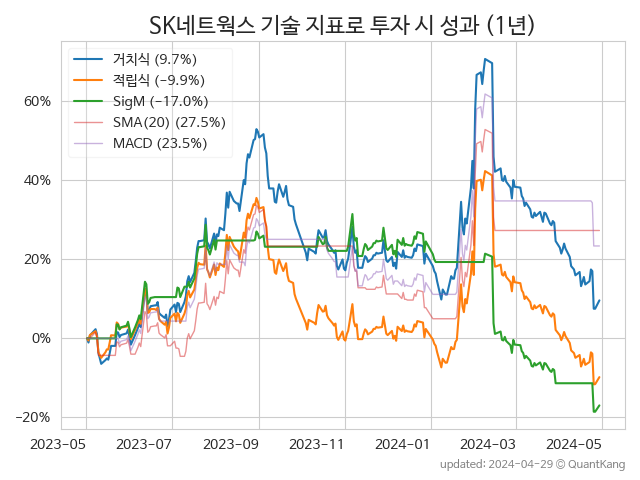 SK네트웍스 기술 지표로 투자 시 성과 (1년)
거치식 (9.7%)
적립식 (−9.9%)
SigM (−17.0%)
SMA(20) (27.5%)
MACD (23.5%)
60%
40%
20%
0%
−20%
2023-05 2023-07 2023-09 2023-11 2024-01 2024-03 2024-05
updated: 2024-04-29 © QuantKang